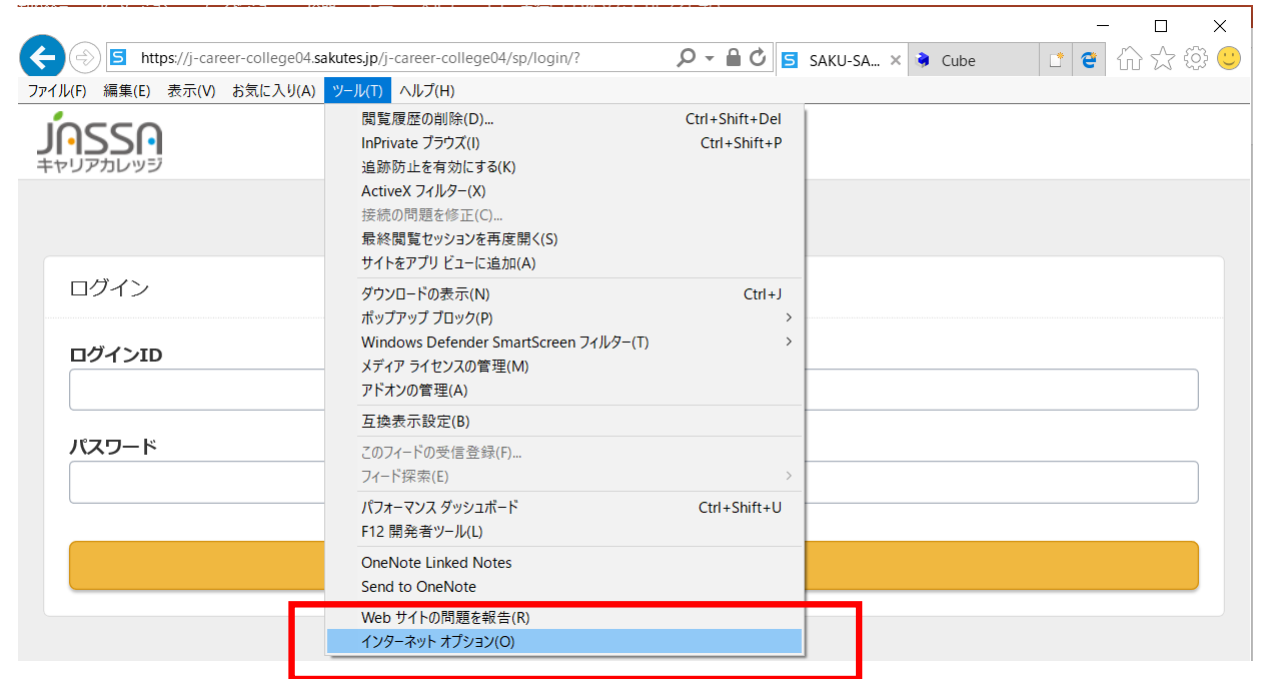 https://j-career-college04.sakutes.jp/j-career-college04/sp/login/?
SAKU-SA...
Cube
ファイル(F) 編集(E) 表示(V) お気に入り(A) ツール(T) ヘルプ(H)
JASSA
キャリアカレッジ
閲覧履歴の削除(D)... Ctrl+Shift+Del
InPrivate ブラウズ(I) Ctrl+Shift+P
追跡防止を有効にする(K)
ActiveX フィルター(X)
接続の問題を修正(C)...
最終閲覧セッションを再度開く(S)
サイトをアプリ ビューに追加(A)
ダウンロードの表示(N) Ctrl+J
ポップアップ ブロック(P)
Windows Defender SmartScreen フィルター(T)
メディア ライセンスの管理(M)
アドオンの管理(A)
互換表示設定(B)
このフィードの受信登録(F)...
フィード探索(E)
パフォーマンス ダッシュボード Ctrl+Shift+U
F12 開発者ツール(L)
OneNote Linked Notes
Send to OneNote
Web サイトの問題を報告(R)
インターネット オプション(O)
ログイン
ログインID
パスワード